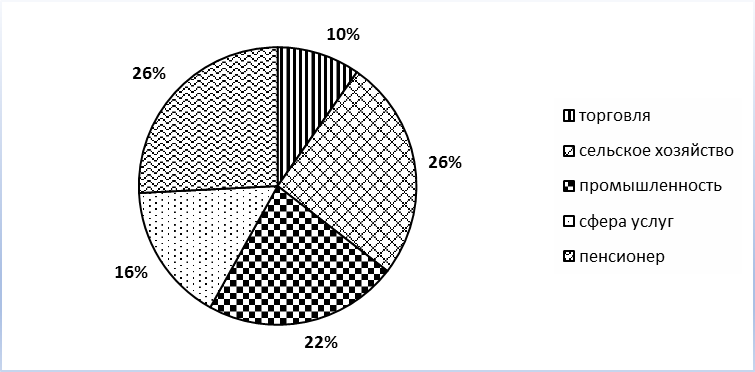 10%
26%
22%
16%
26%
торговля
сельское хозяйство
промышленность
сфера услуг
пенсионер